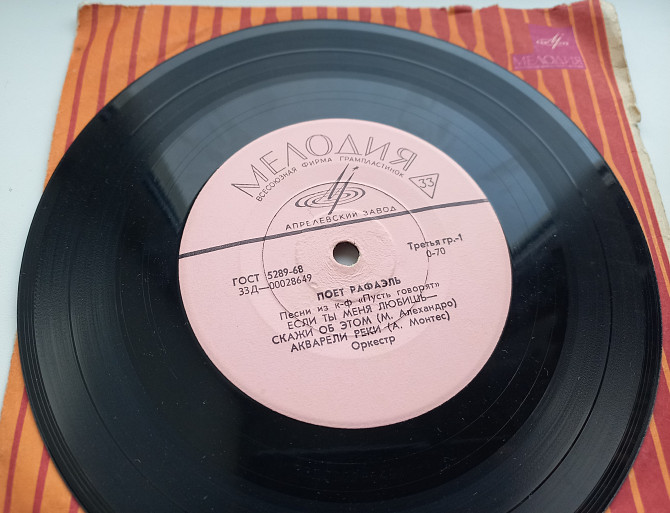 МЕЛОДИЯ
МЕЛОДИЯ
ВСЕСОЮЗНАЯ ФИРМА ГРАМПЛАСТИНОК
33
АПРЕЛЕВСКИЙ ЗАВОД
ГОСТ 5289-68
33Д—00028649
Третья гр.-1
0-70
ПОЕТ РАФАЭЛЬ
Песни из к-ф «Пусть говорят»
ЕСЛИ ТЫ МЕНЯ ЛЮБИШЬ—
СКАЖИ ОБ ЭТОМ (М. Алехандро)
АКВАРЕЛИ РЕКИ (А. Монтес)
Оркестр